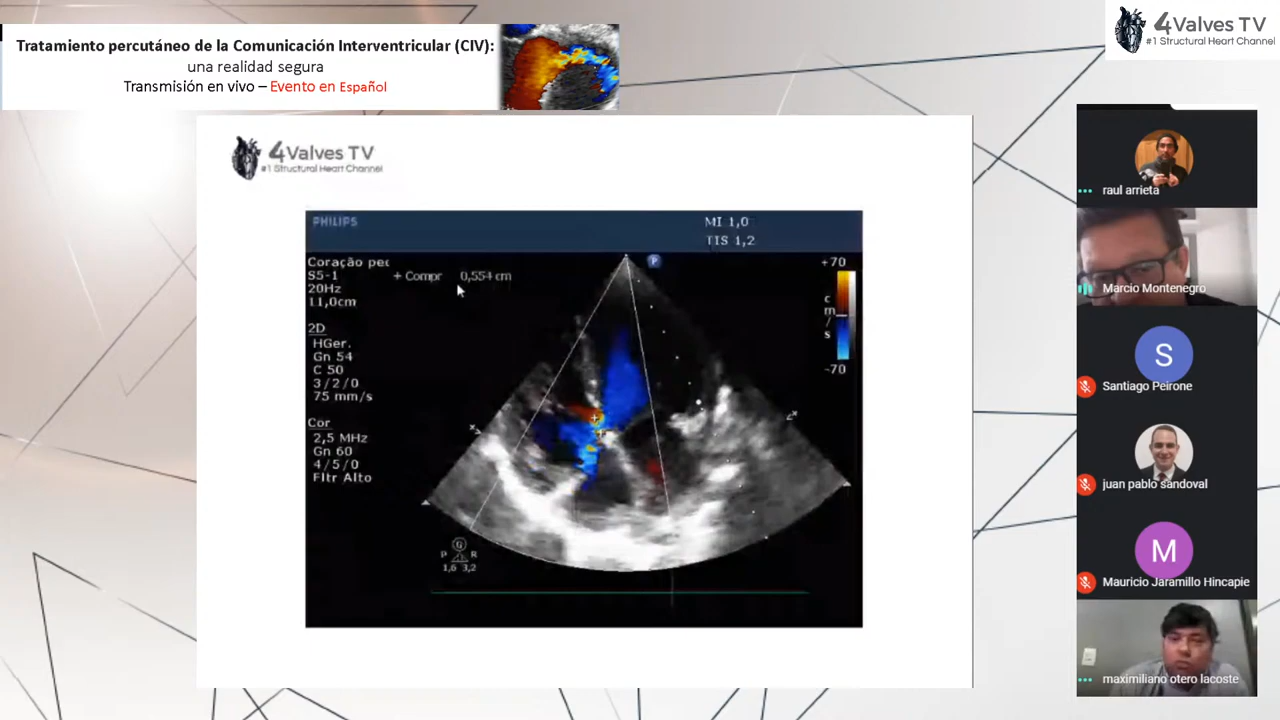 Tratamiento percutáneo de la Comunicación Interventricular (CIV):
una realidad segura
Transmisión en vivo – Evento en Español
4Valves TV
#1 Structural Heart Channel
4Valves TV
#1 Structural Heart Channel
PHILIPS
MI 1,0
TIS 1,2
Coração pec
S5-1
20Hz
11,0cm
+ Compr 0,554 cm
2D
HGer.
Gn 54
C 50
3/2/0
75 mm/s
Cor
2,5 MHz
Gn 60
4/5/0
Fltr Alto
P
+70
cm/s
-70
G
P R
1,6 3,2
raul arrieta
Marcio Montenegro
S
Santiago Peirone
juan pablo sandoval
M
Mauricio Jaramillo Hincapie
maximiliano otero lacoste